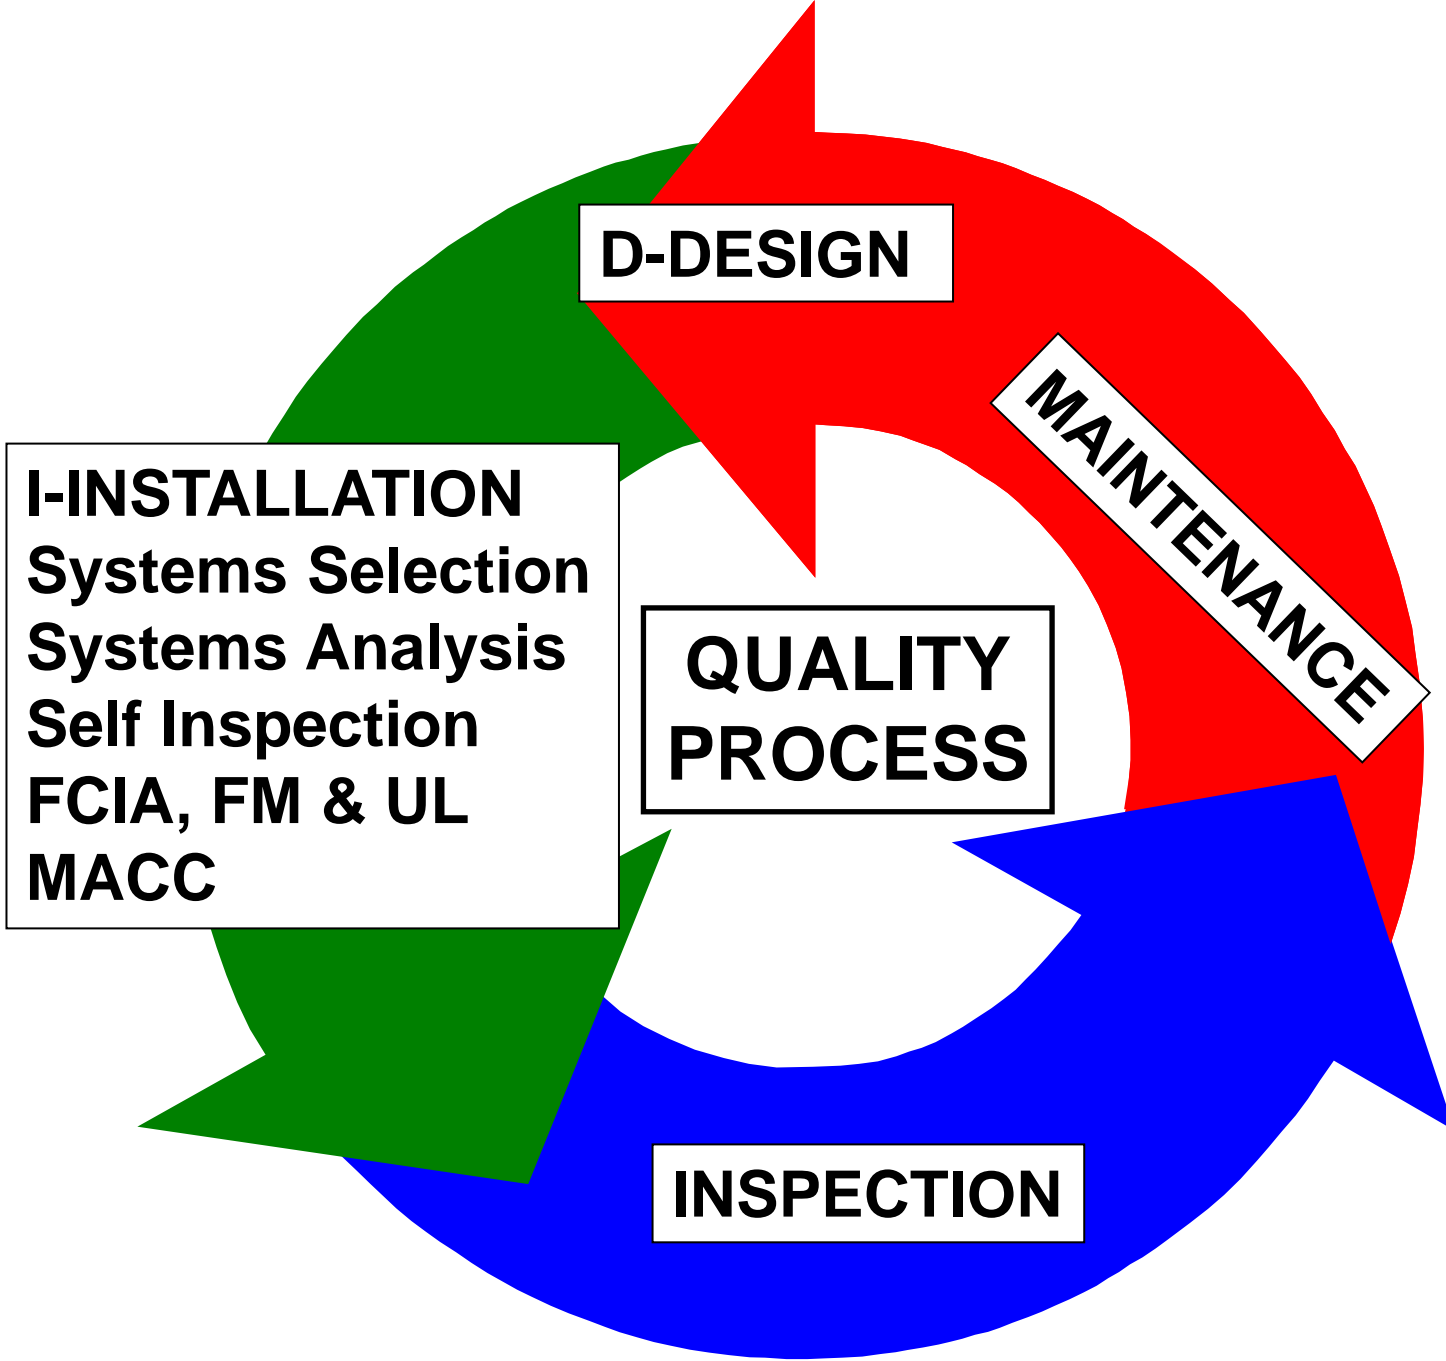 D-DESIGN
MAINTENANCE
I-INSTALLATION
Systems Selection
Systems Analysis
Self Inspection
FCIA, FM & UL
MACC
QUALITY
PROCESS
INSPECTION